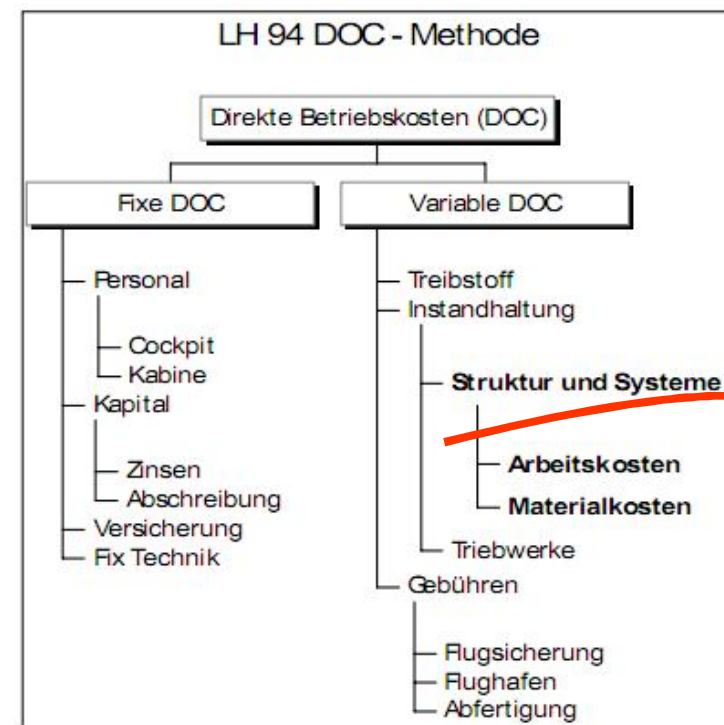 LH 94 DOC - Methode
Direkte Betriebskosten (DOC)
Fixe DOC
Personal
Cockpit
Kabine
Kapital
Zinsen
Abschreibung
Versicherung
Fix Technik
Variable DOC
Treibstoff
Instandhaltung
Struktur und Systeme
Arbeitskosten
Materialkosten
Triebwerke
Gebühren
Flugsicherung
Flughafen
Abfertigung